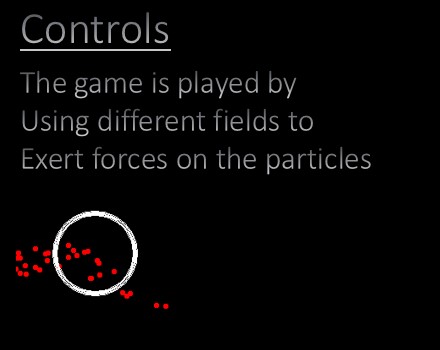 Controls
The game is played by
Using different fields to
Exert forces on the particles